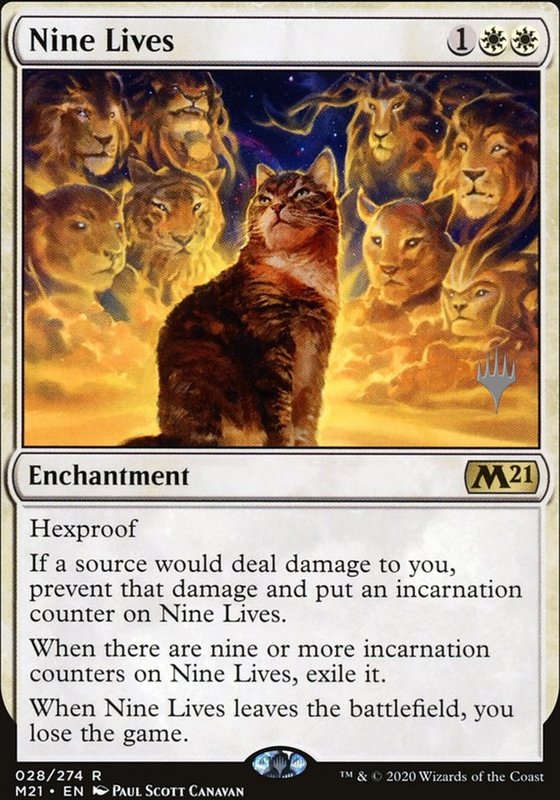 Nine Lives 1
Enchantment M21
Hexproof
If a source would deal damage to you,
prevent that damage and put an incarnation
counter on Nine Lives.
When there are nine or more incarnation
counters on Nine Lives, exile it.
When Nine Lives leaves the battlefield, you
lose the game.
028/274 R
M21 • EN Paul Scott Canavan
™ & © 2020 Wizards of the Coast